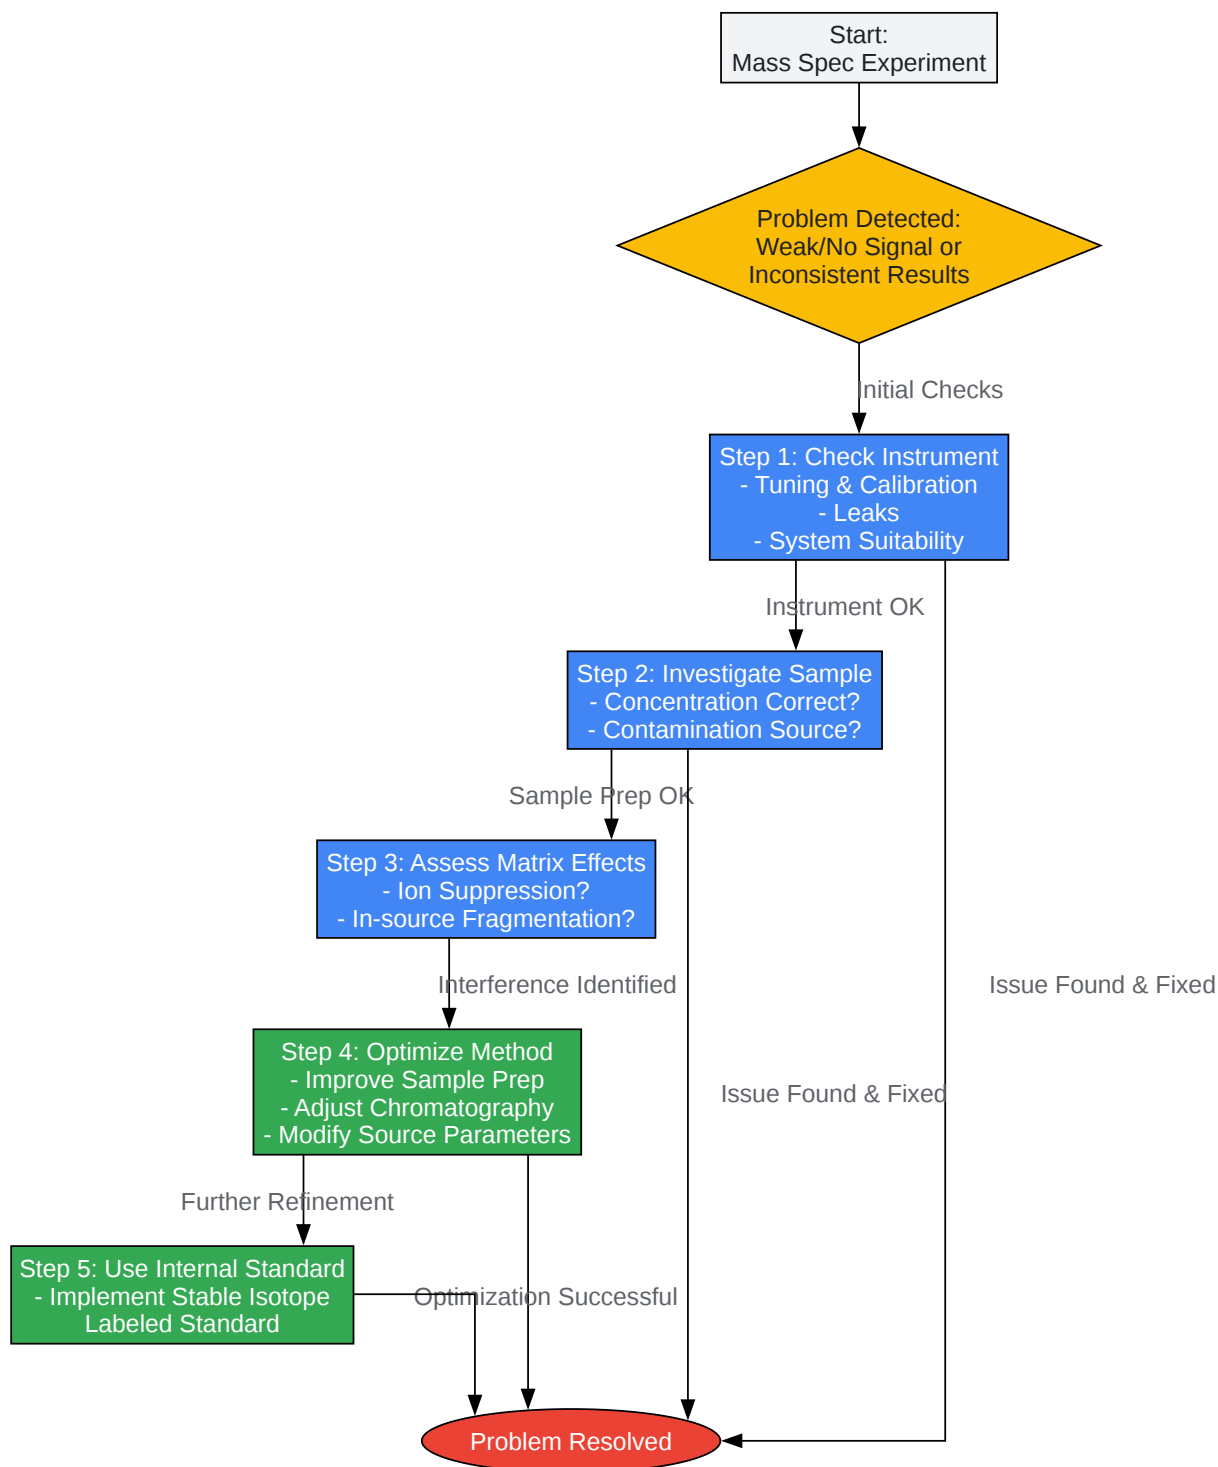 Start:
Mass Spec Experiment
Problem Detected:
Weak/No Signal or
Inconsistent Results
Initial Checks
Step 1: Check Instrument
- Tuning & Calibration
- Leaks
- System Suitability
Instrument OK
Step 2: Investigate Sample
- Concentration Correct?
- Contamination Source?
Sample Prep OK
Step 3: Assess Matrix Effects
- Ion Suppression?
- In-source Fragmentation?
Interference Identified
Issue Found & Fixed
Step 4: Optimize Method
- Improve Sample Prep
- Adjust Chromatography
- Modify Source Parameters
Issue Found & Fixed
Further Refinement
Step 5: Use Internal Standard
- Implement Stable Isotope
Labeled Standard
Optimization Successful
Problem Resolved